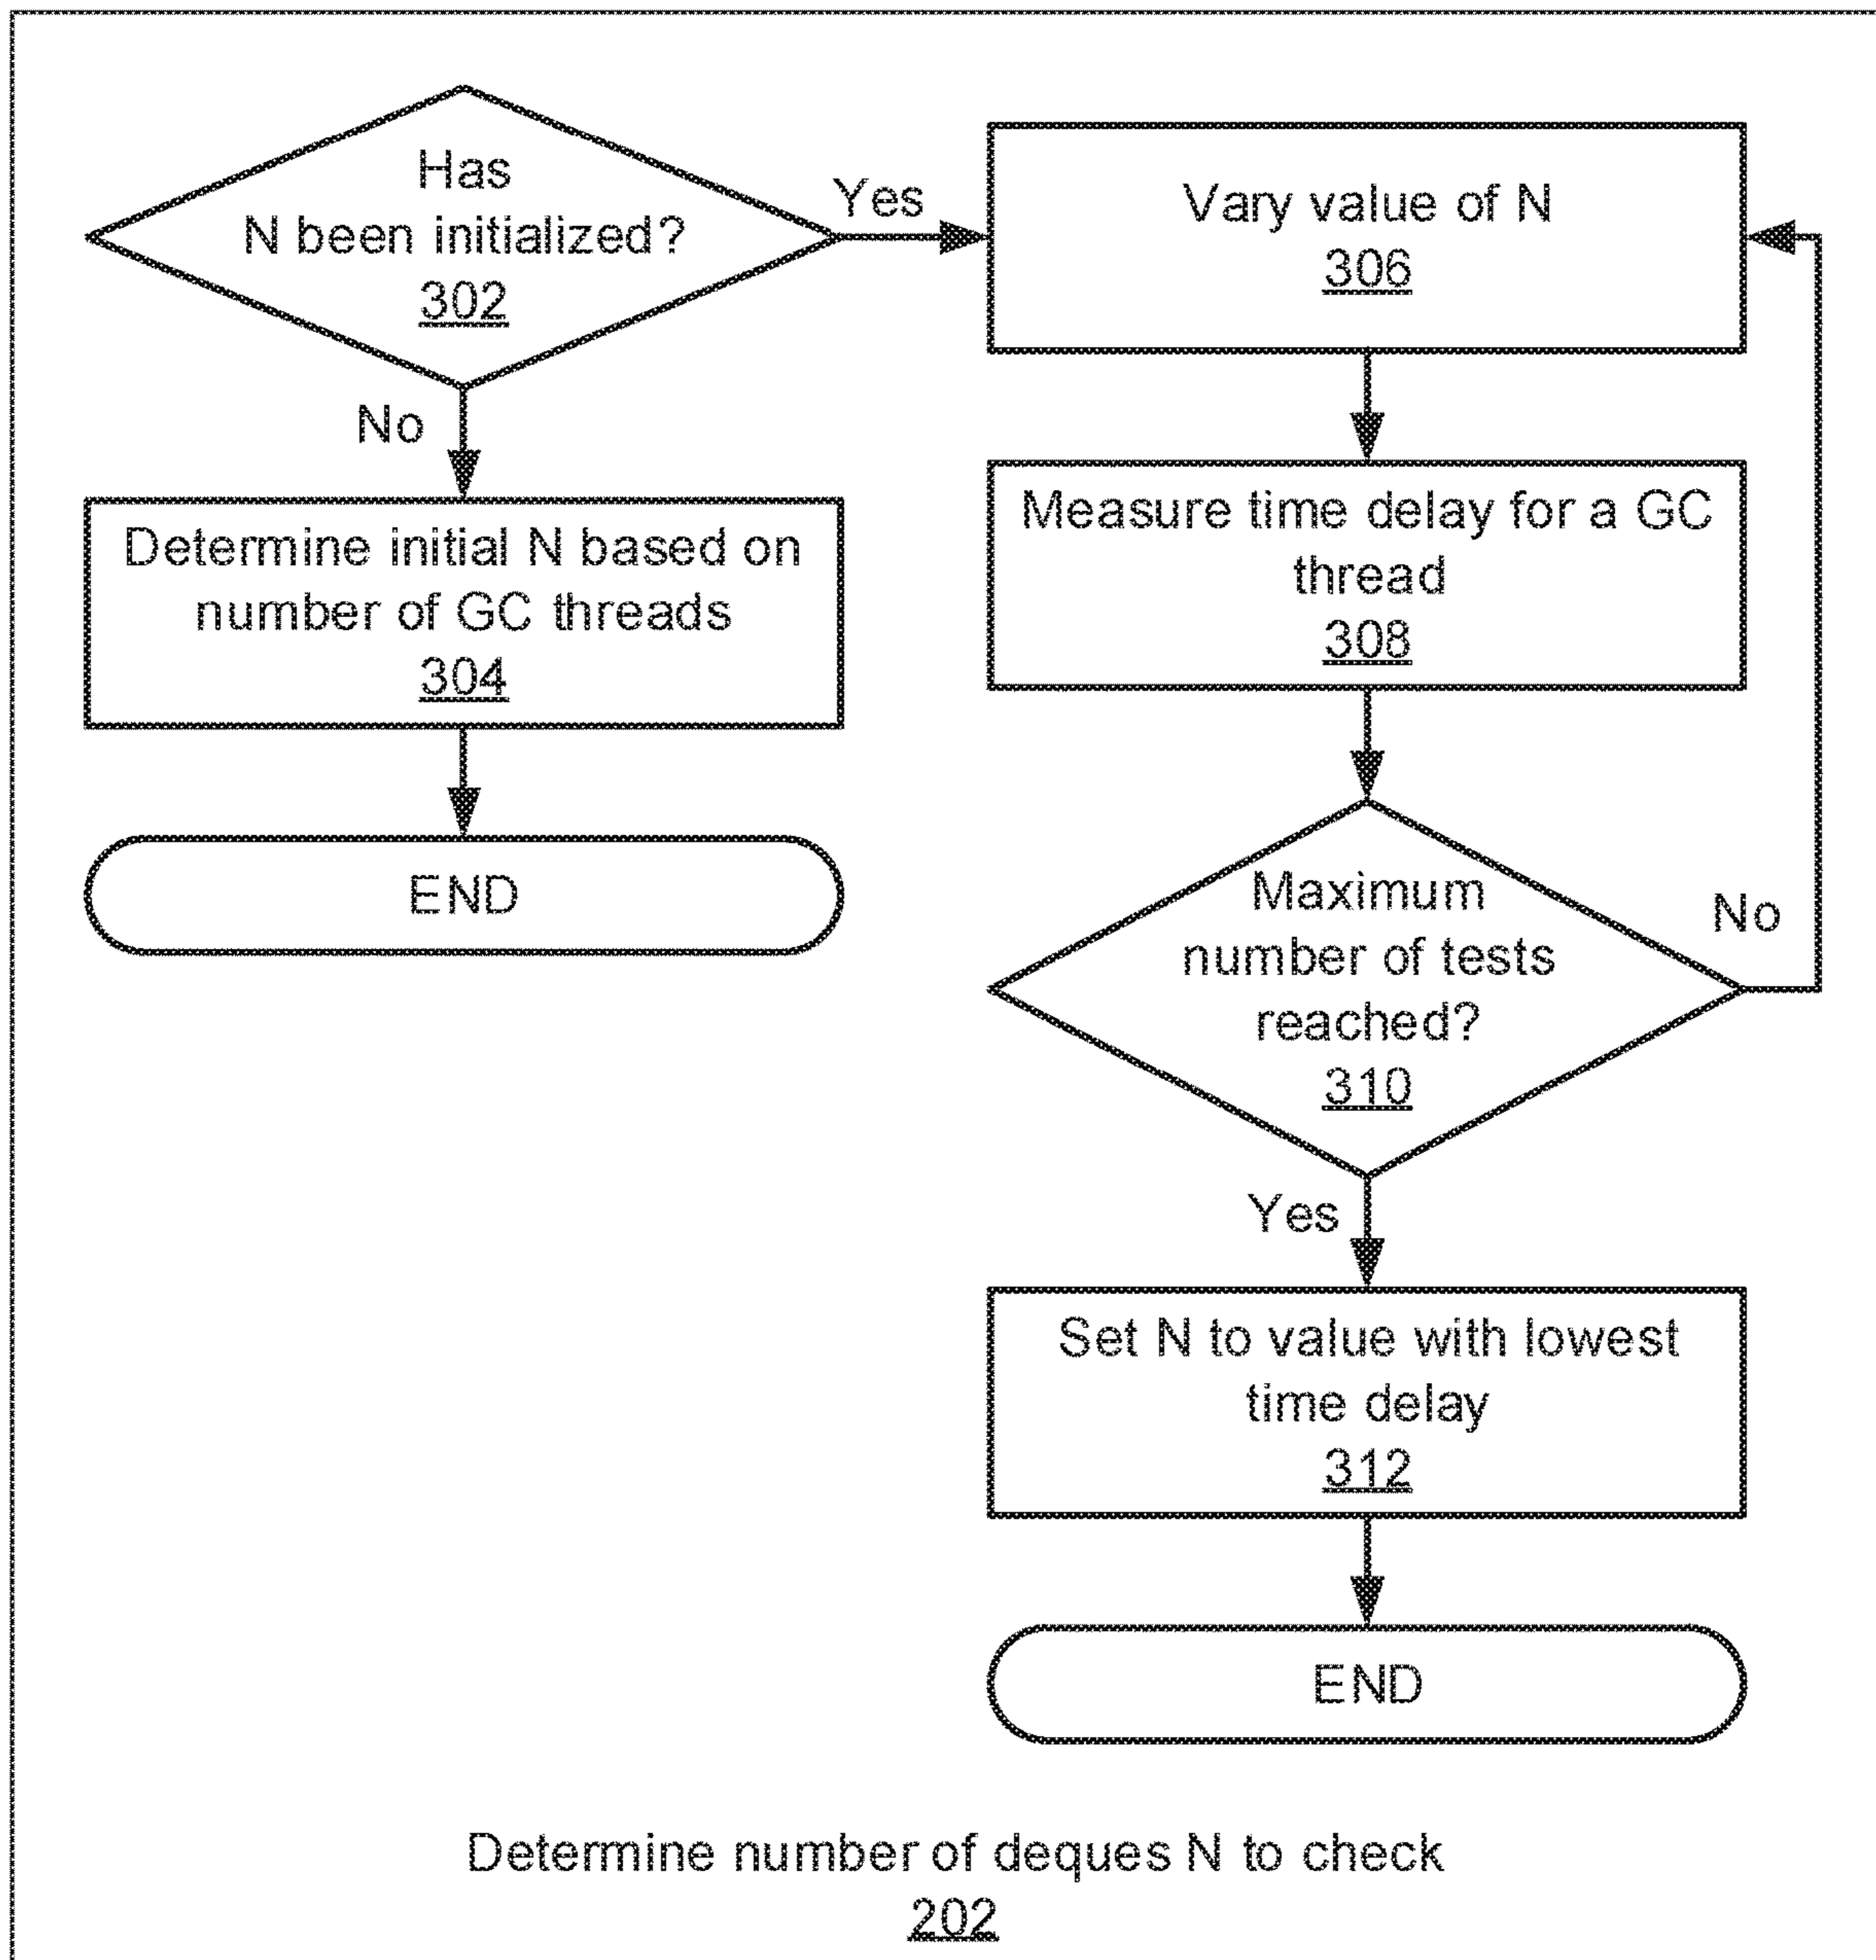 Has
N been initialized?
302
Yes
No
Determine initial N based on
number of GC threads
304
END
Vary value of N
306
Measure time delay for a GC
thread
308
Maximum
number of tests
reached?
310
No
Yes
Set N to value with lowest
time delay
312
END
Determine number of deques N to check
202